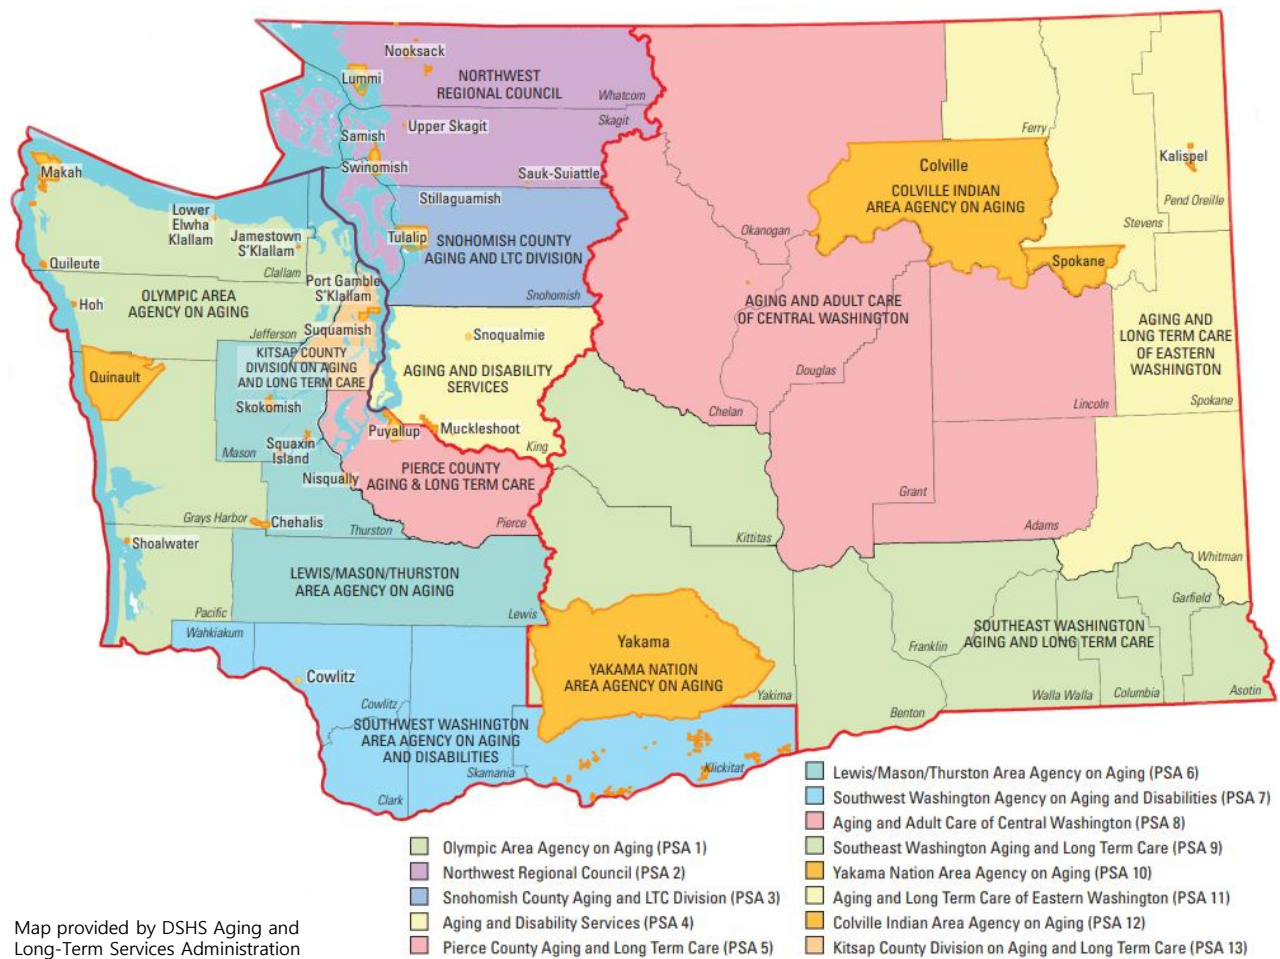 Nooksack
Lummi
NORTHWEST
REGIONAL COUNCIL
Whatcom
Skagit
Samish
Upper Skagit
Swinomish
Sauk-Suiattle
Makah
Stillaguamish
Lower
Elwha
Klallam
Jamestown
S'Klallam
Tulalip
SNOHOMISH COUNTY
AGING AND LTC DIVISION
Snohomish
Quileute
Clallam
Hoh
OLYMPIC AREA
AGENCY ON AGING
Jefferson
Port Gamble
S'Klallam
Suquamish
KITSAP COUNTY
DIVISION ON AGING
AND LONG TERM CARE
Snoqualmie
AGING AND DISABILITY
SERVICES
King
Quinault
Skokomish
Mason
Squaxin
Island
Puyallup
Muckleshoot
Nisqually
PIERCE COUNTY
AGING & LONG TERM CARE
Pierce
Grays Harbor
Chehalis
Thurston
Shoalwater
Pacific
LEWIS/MASON/THURSTON
AREA AGENCY ON AGING
Lewis
Wahkiakum
Cowlitz
Cowlitz
SOUTHWEST WASHINGTON
AREA AGENCY ON AGING
AND DISABILITIES
Skamania
Clark
Klickitat
Ferry
Colville
COLVILLE INDIAN
AREA AGENCY ON AGING
Kalispel
Pend Oreille
Stevens
Okanogan
Spokane
AGING AND ADULT CARE
OF CENTRAL WASHINGTON
Douglas
Chelan
Lincoln
AGING AND
LONG TERM CARE
OF EASTERN
WASHINGTON
Spokane
Grant
Adams
Kittitas
Whitman
Yakama
YAKAMA NATION
AREA AGENCY ON AGING
Yakima
Garfield
SOUTHEAST WASHINGTON
AGING AND LONG TERM CARE
Franklin
Benton
Walla Walla
Columbia
Asotin
Olympic Area Agency on Aging (PSA 1)
Northwest Regional Council (PSA 2)
Snohomish County Aging and LTC Division (PSA 3)
Aging and Disability Services (PSA 4)
Pierce County Aging and Long Term Care (PSA 5)
Lewis/Mason/Thurston Area Agency on Aging (PSA 6)
Southwest Washington Agency on Aging and Disabilities (PSA 7)
Aging and Adult Care of Central Washington (PSA 8)
Southeast Washington Aging and Long Term Care (PSA 9)
Yakama Nation Area Agency on Aging (PSA 10)
Aging and Long Term Care of Eastern Washington (PSA 11)
Colville Indian Area Agency on Aging (PSA 12)
Kitsap County Division on Aging and Long Term Care (PSA 13)
Map provided by DSHS Aging and
Long-Term Services Administration